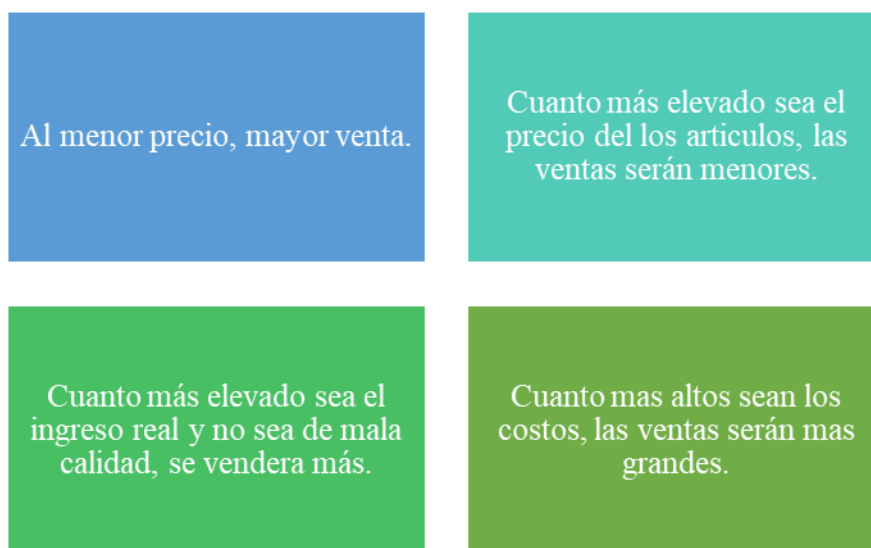 Al menor precio, mayor venta.
Cuanto más elevado sea el
precio del los articulos, las
ventas serán menores.
Cuanto más elevado sea el
ingreso real y no sea de mala
calidad, se vendera más.
Cuanto mas altos sean los
costos, las ventas serán mas
grandes.